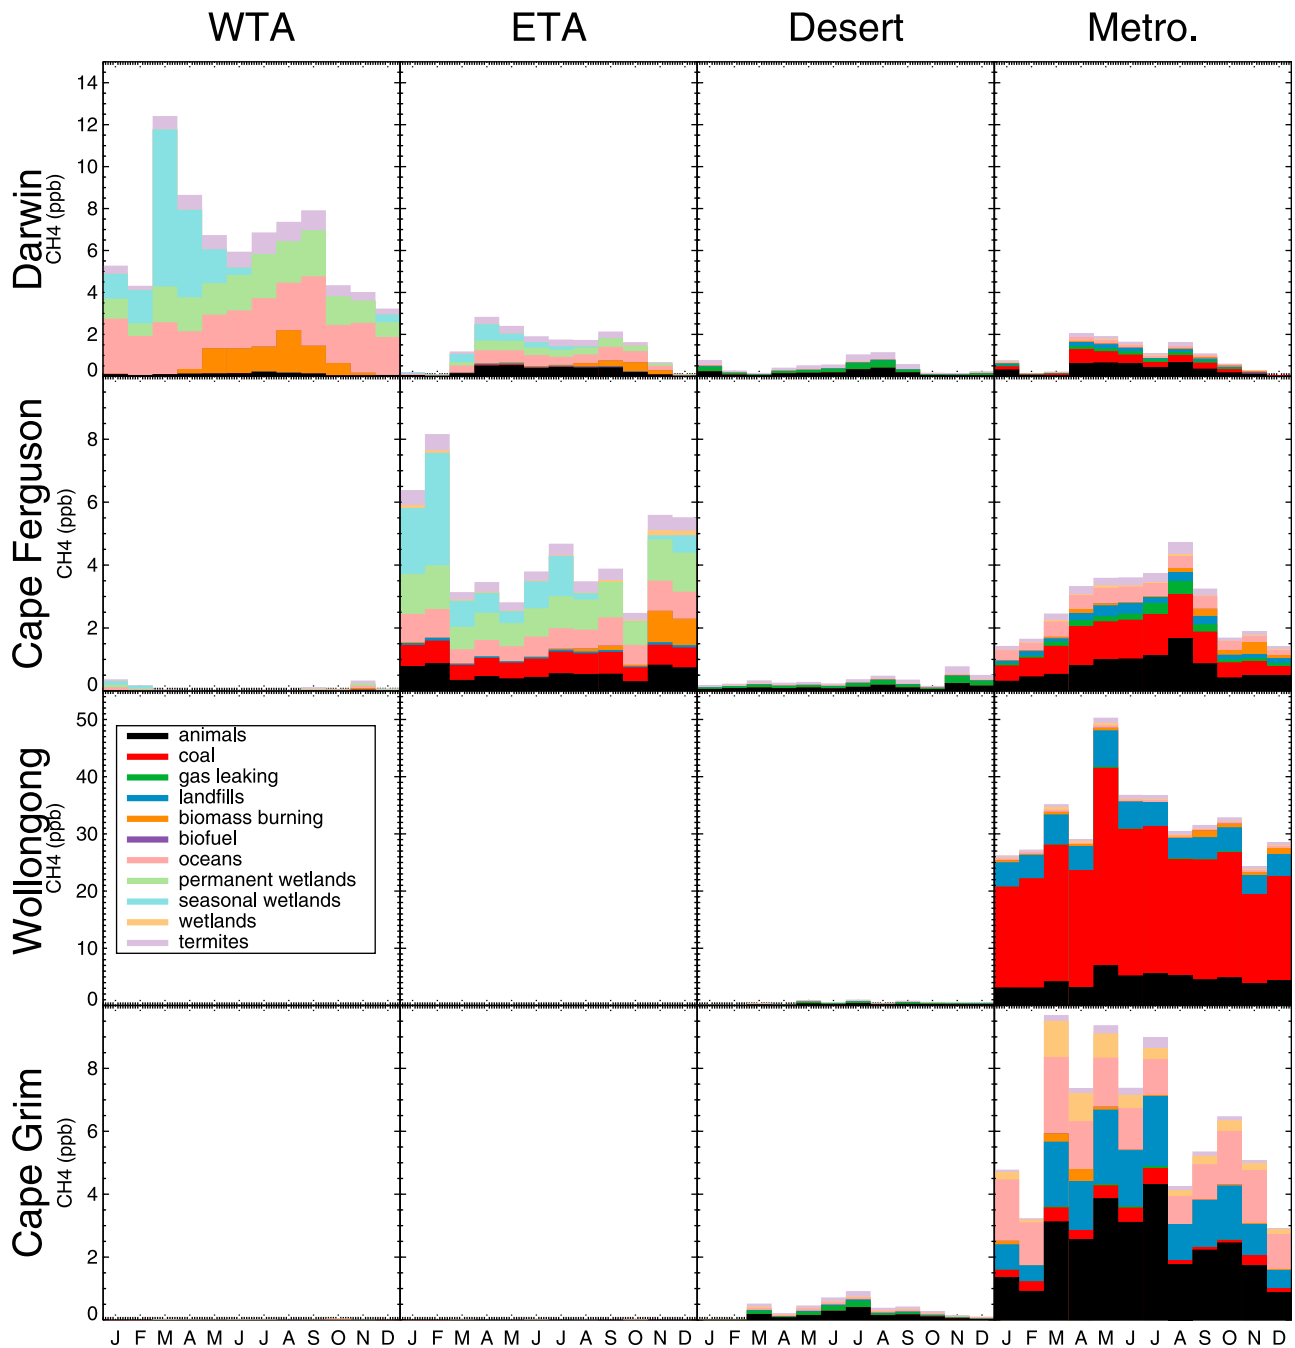 WTA ETA Desert Metro.
Darwin
CH4 (ppb)
14
12
10
8
6
4
2
0
Cape Ferguson
CH4 (ppb)
8
6
4
2
0
Wollongong
CH4 (ppb)
50
40
30
20
10
0
animals
coal
gas leaking
landfills
biomass burning
biofuel
oceans
permanent wetlands
seasonal wetlands
wetlands
termites
Cape Grim
CH4 (ppb)
8
6
4
2
0
J F M A M J J A S O N D J F M A M J J A S O N D J F M A M J J A S O N D J F M A M J J A S O N D